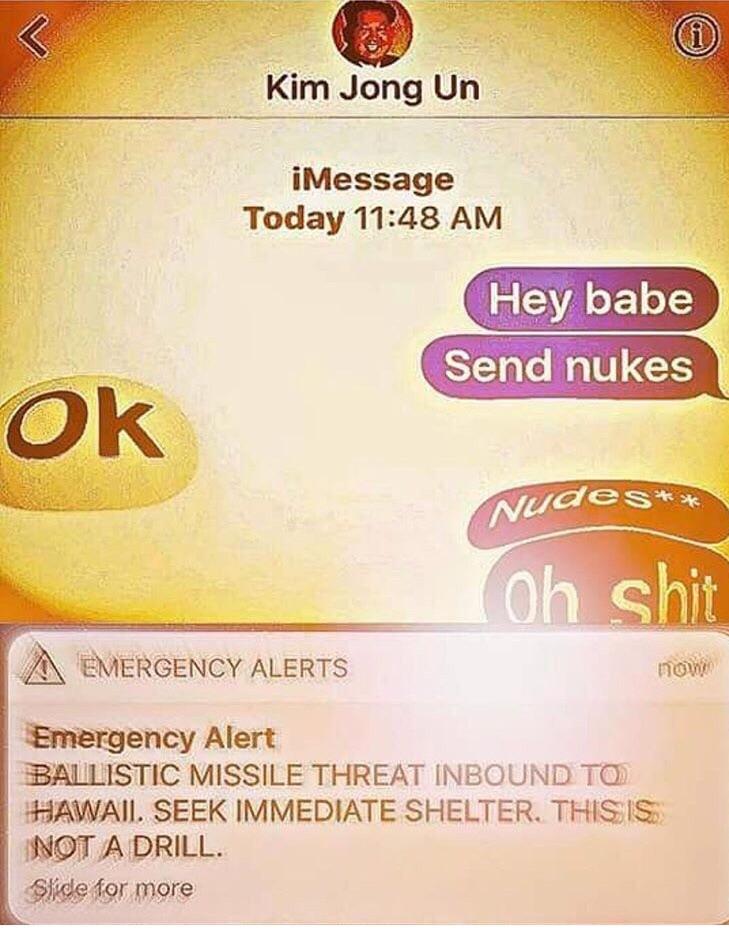 Kim Jong Un
iMessage
Today 11:48 AM
Hey babe
Send nukes
Ok
Nudes**
Oh shit
EMERGENCY ALERTS now
Emergency Alert
BALLISTIC MISSILE THREAT INBOUND TO
HAWAII. SEEK IMMEDIATE SHELTER. THIS IS
NOT A DRILL.
Slide for more